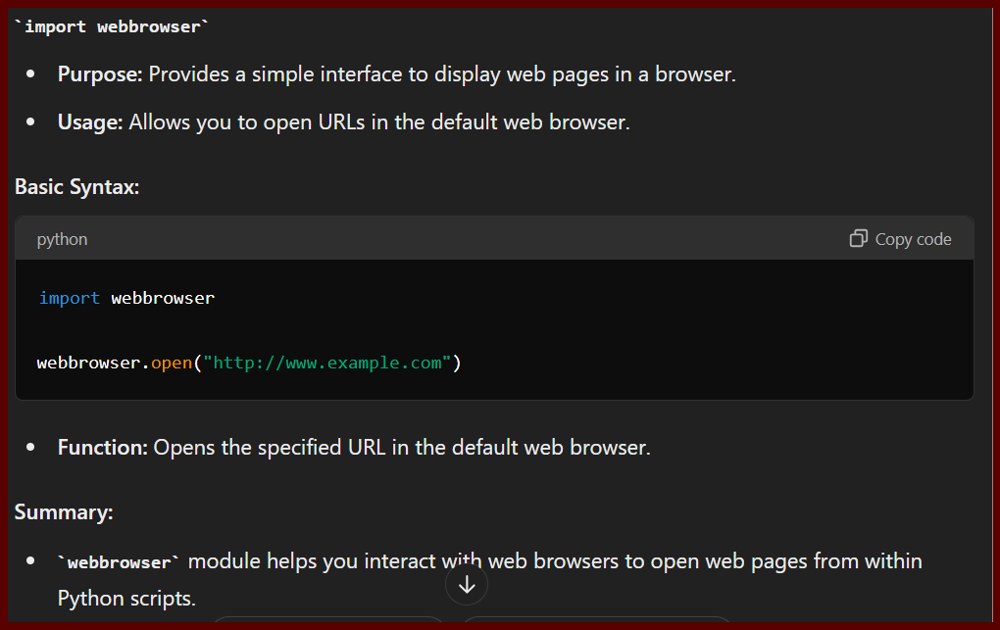 `import webbrowser`
• Purpose: Provides a simple interface to display web pages in a browser.
• Usage: Allows you to open URLs in the default web browser.
Basic Syntax:
python
Copy code
import webbrowser
webbrowser.open("http://www.example.com")
• Function: Opens the specified URL in the default web browser.
Summary:
• `webbrowser` module helps you interact with web browsers to open web pages from within
Python scripts.